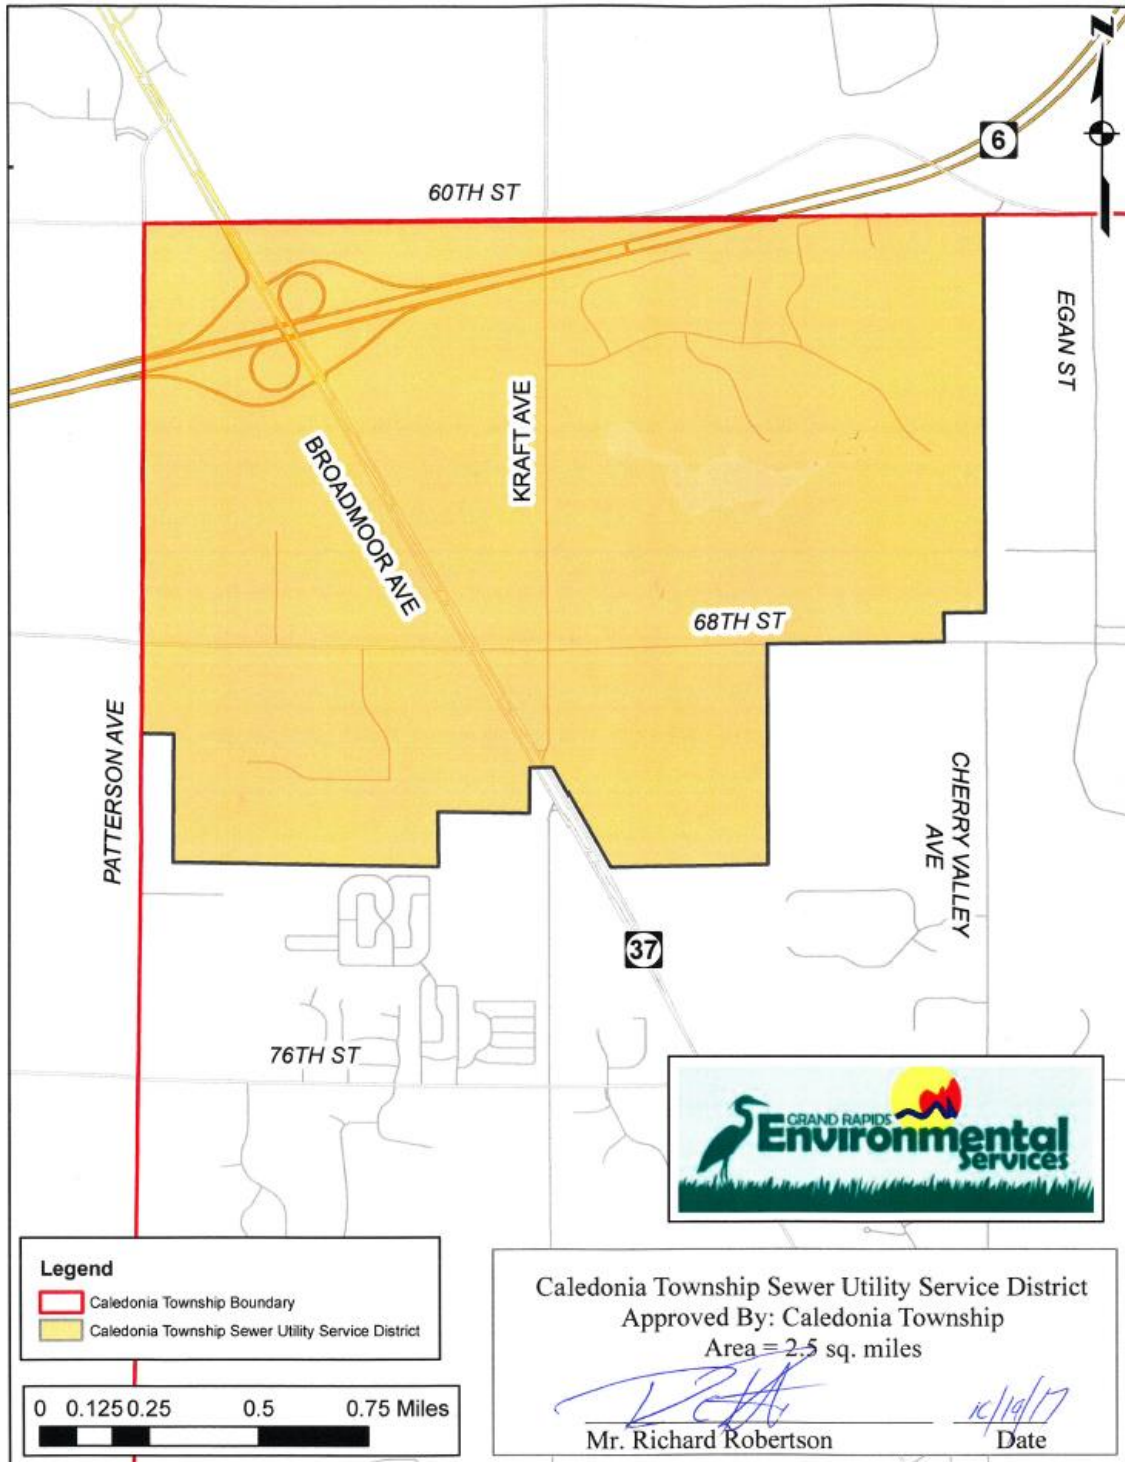 N
6
60TH ST
EGAN ST
KRAFT AVE
BROADMOOR AVE
68TH ST
PATTERSON AVE
CHERRY VALLEY
AVE
37
76TH ST
GRAND RAPIDS
Environmental
Services
Legend
Caledonia Township Boundary
Caledonia Township Sewer Utility Service District
0 0.125 0.25 0.5 0.75 Miles
Caledonia Township Sewer Utility Service District
Approved By: Caledonia Township
Area = 2.5 sq. miles
10/19/17
Mr. Richard Robertson Date